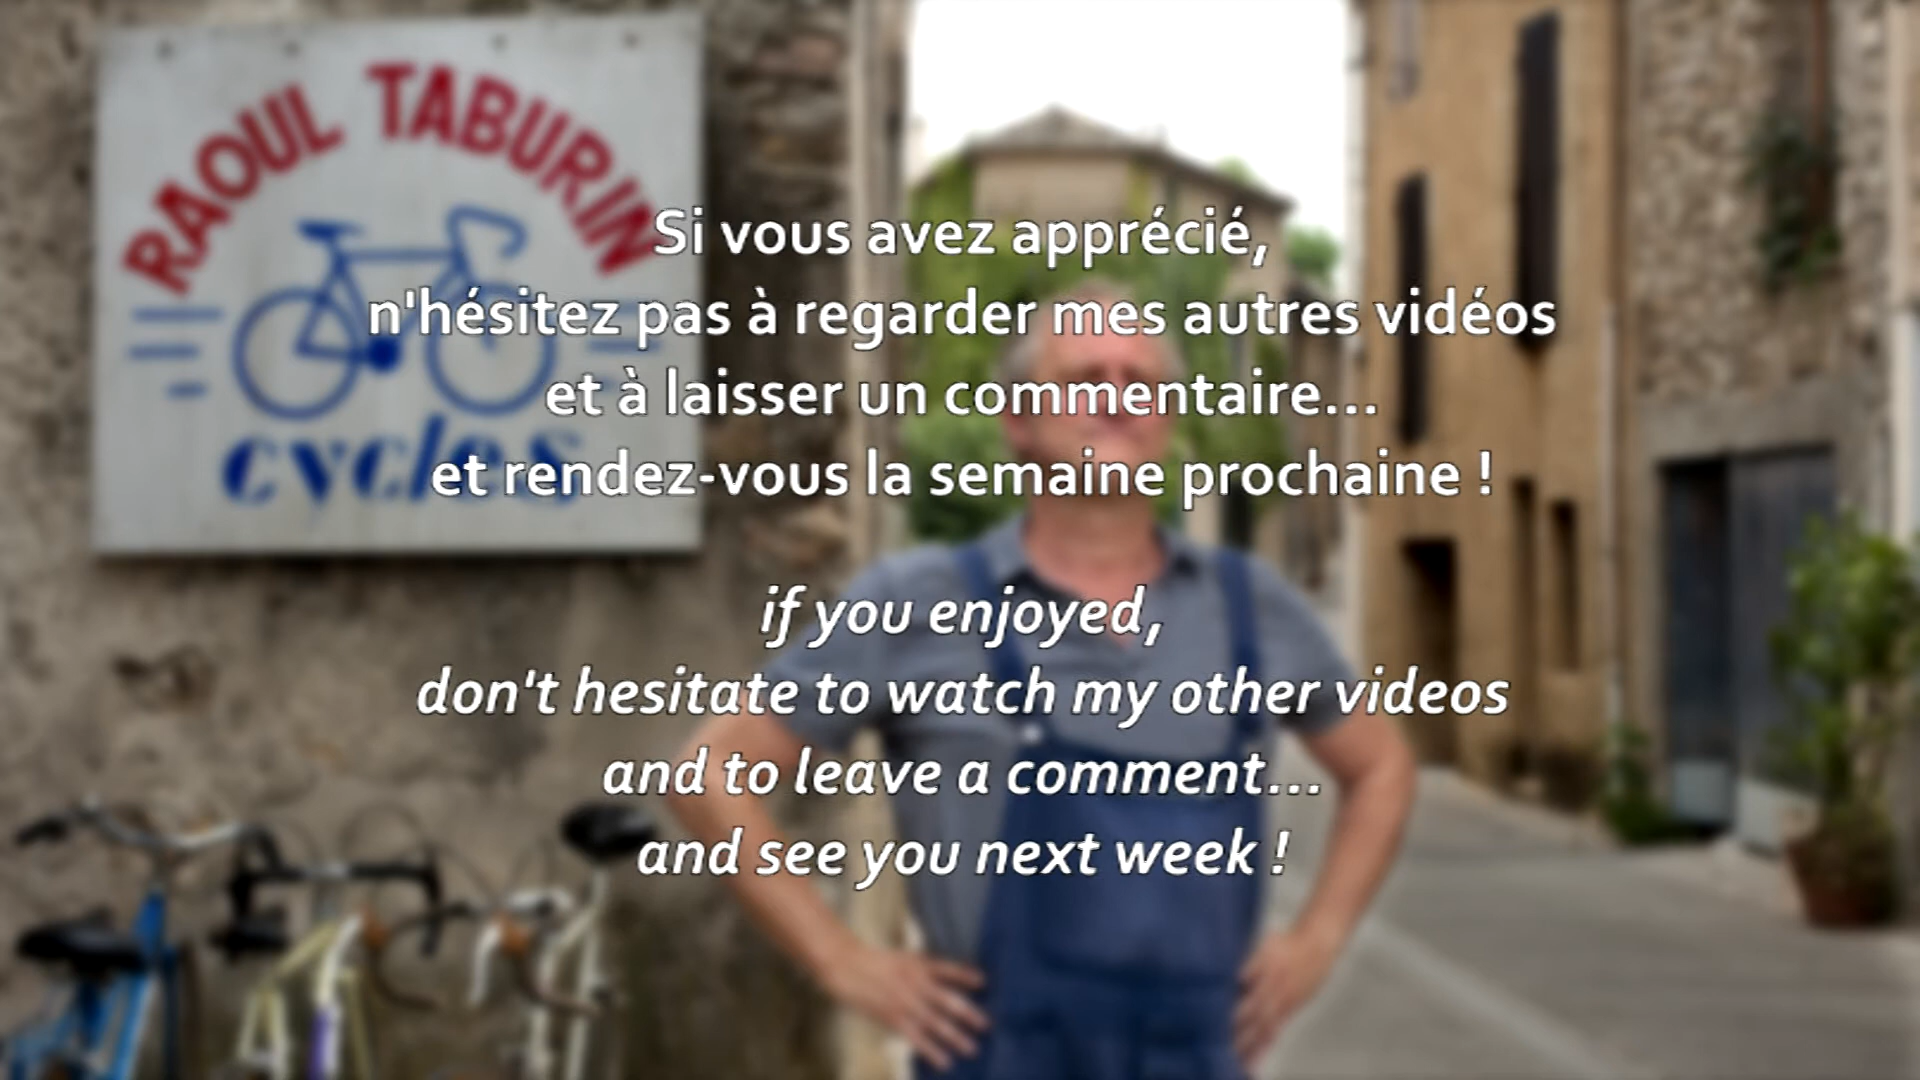 RAOUL TABURIN
cycles
Si vous avez apprécié,
n'hésitez pas à regarder mes autres vidéos
et à laisser un commentaire...
et rendez-vous la semaine prochaine !
if you enjoyed,
don't hesitate to watch my other videos
and to leave a comment...
and see you next week !